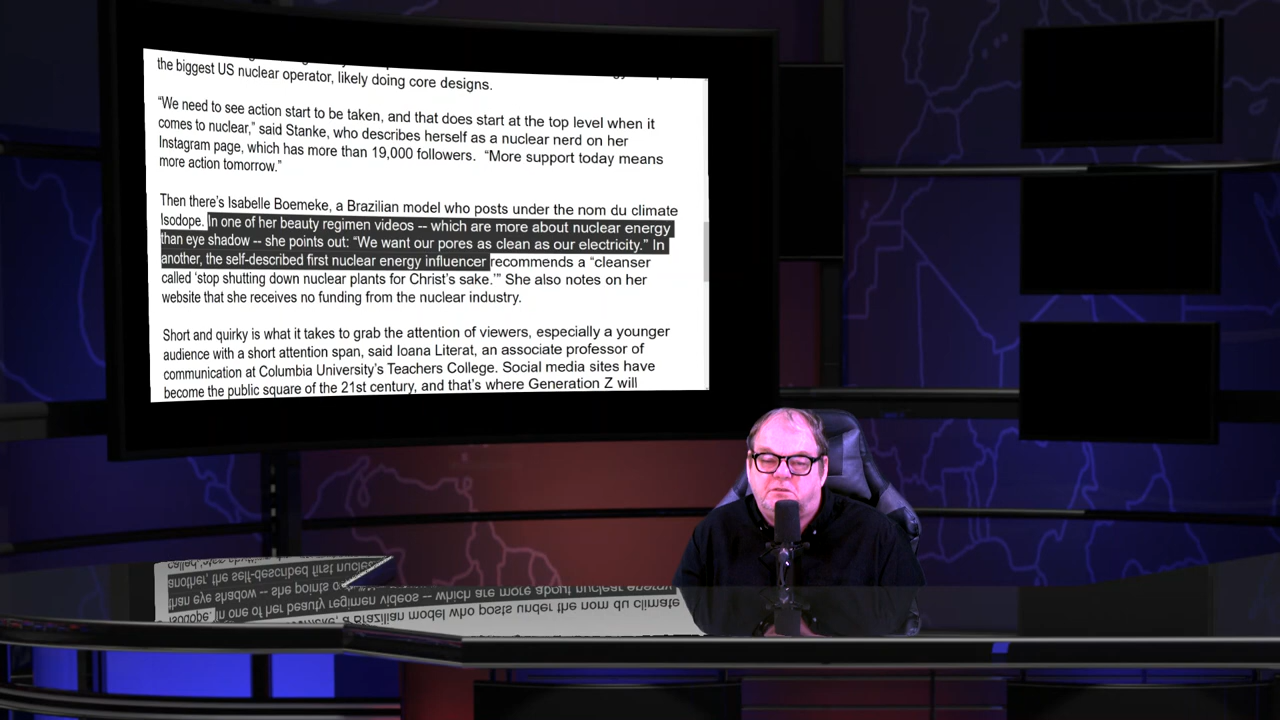 the biggest US nuclear operator, likely doing core designs.
“We need to see action start to be taken, and that does start at the top level when it
comes to nuclear,” said Stanke, who describes herself as a nuclear nerd on her
Instagram page, which has more than 19,000 followers.  “More support today means
more action tomorrow.”
Then there’s Isabelle Boemeke, a Brazilian model who posts under the nom du climate
Isodope. In one of her beauty regimen videos -- which are more about nuclear energy
than eye shadow -- she points out: “We want our pores as clean as our electricity.” In
another, the self-described first nuclear energy influencer recommends a “cleanser
called ‘stop shutting down nuclear plants for Christ’s sake.’” She also notes on her
website that she receives no funding from the nuclear industry.
Short and quirky is what it takes to grab the attention of viewers, especially a younger
audience with a short attention span, said Ioana Literat, an associate professor of
communication at Columbia University’s Teachers College. Social media sites have
become the public square of the 21st century, and that’s where Generation Z will